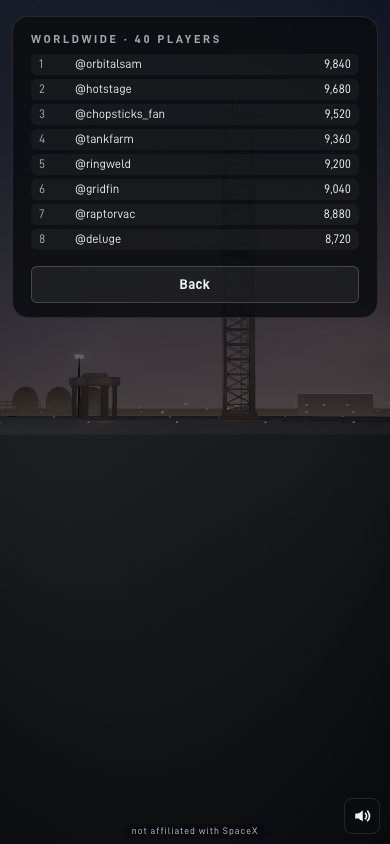 WORLDWIDE · 40 PLAYERS
1 @orbitalsam 9,840
2 @hotstage 9,680
3 @chopsticks_fan 9,520
4 @tankfarm 9,360
5 @ringweld 9,200
6 @gridfin 9,040
7 @raptorvac 8,880
8 @deluge 8,720
Back
not affiliated with SpaceX